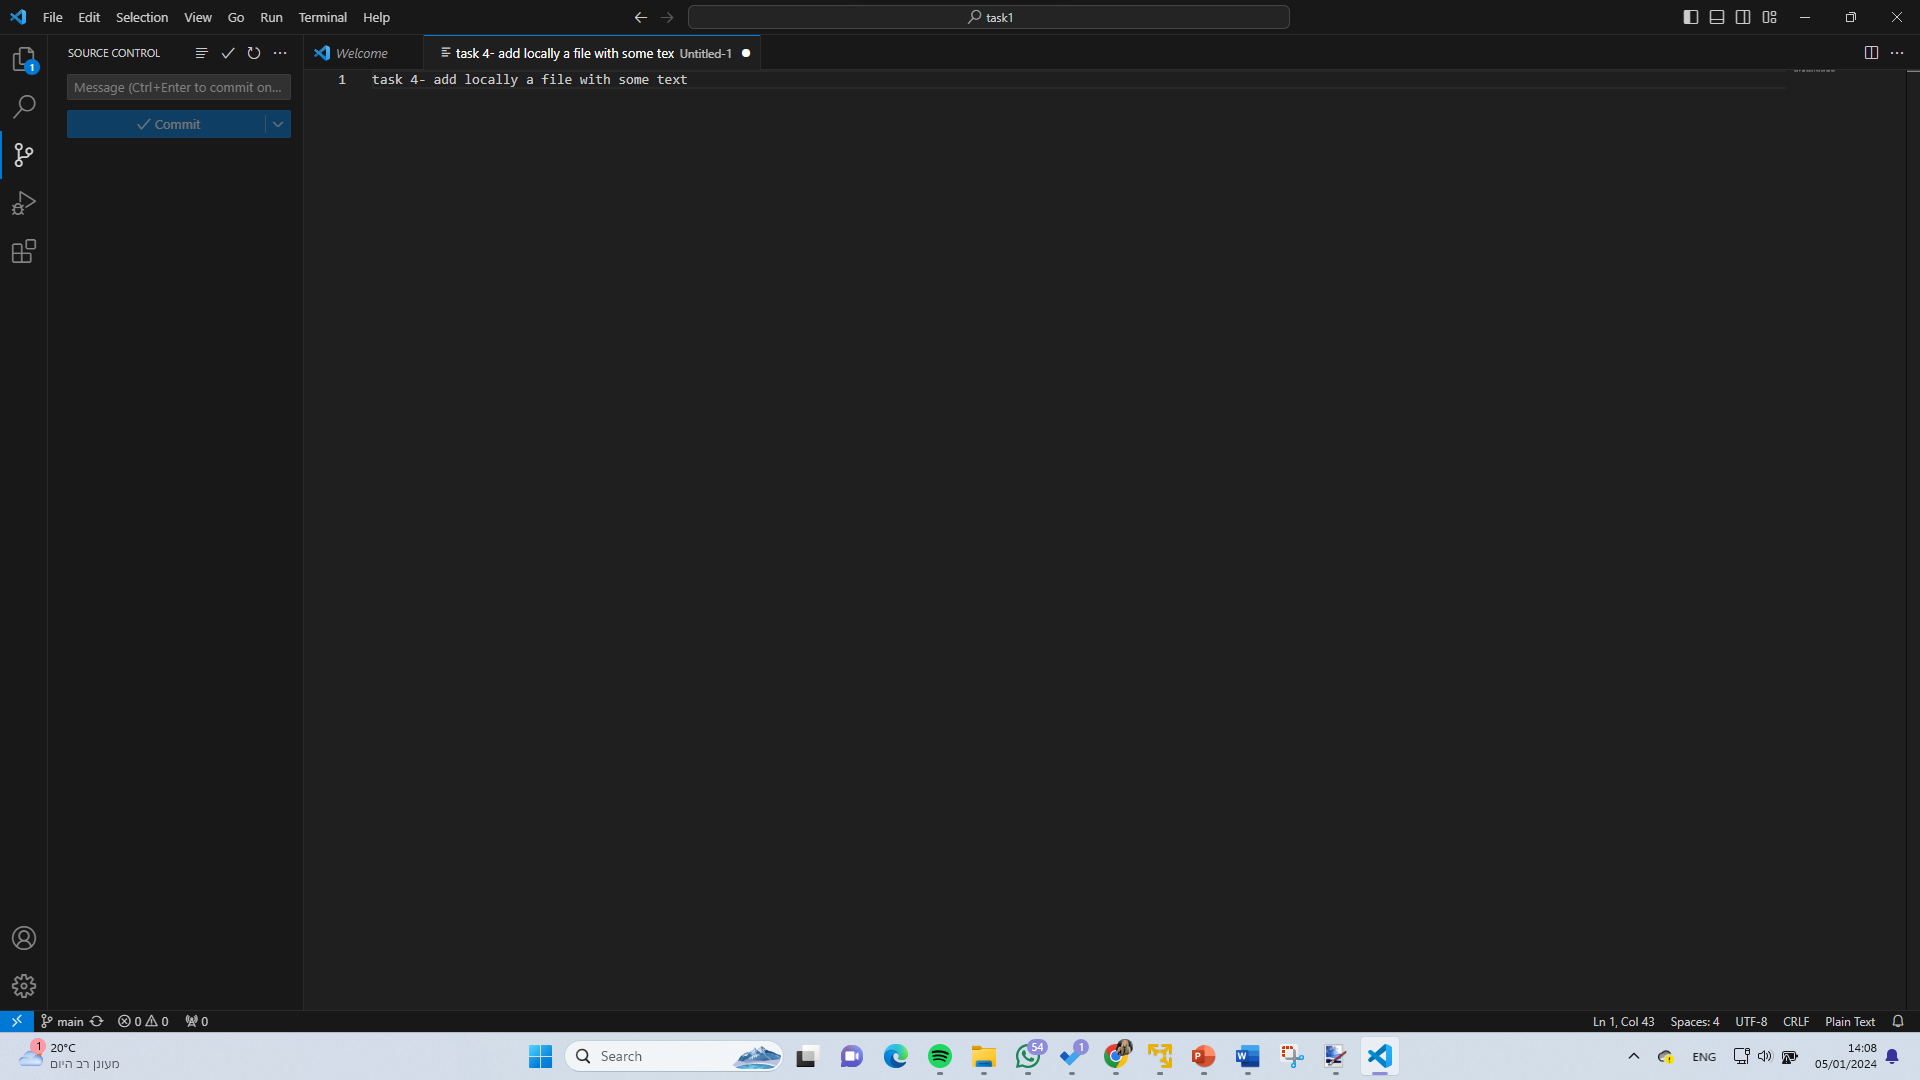 File Edit Selection View Go Run Terminal Help
task1
SOURCE CONTROL
Welcome
task 4- add locally a file with some tex Untitled-1
1
Message (Ctrl+Enter to commit on...
Commit
1 task 4- add locally a file with some text
main 0 0 0
Ln 1, Col 43 Spaces: 4 UTF-8 CRLF Plain Text
1
20°C
מעונן רב היום
Search
54
1
ENG
14:08
05/01/2024